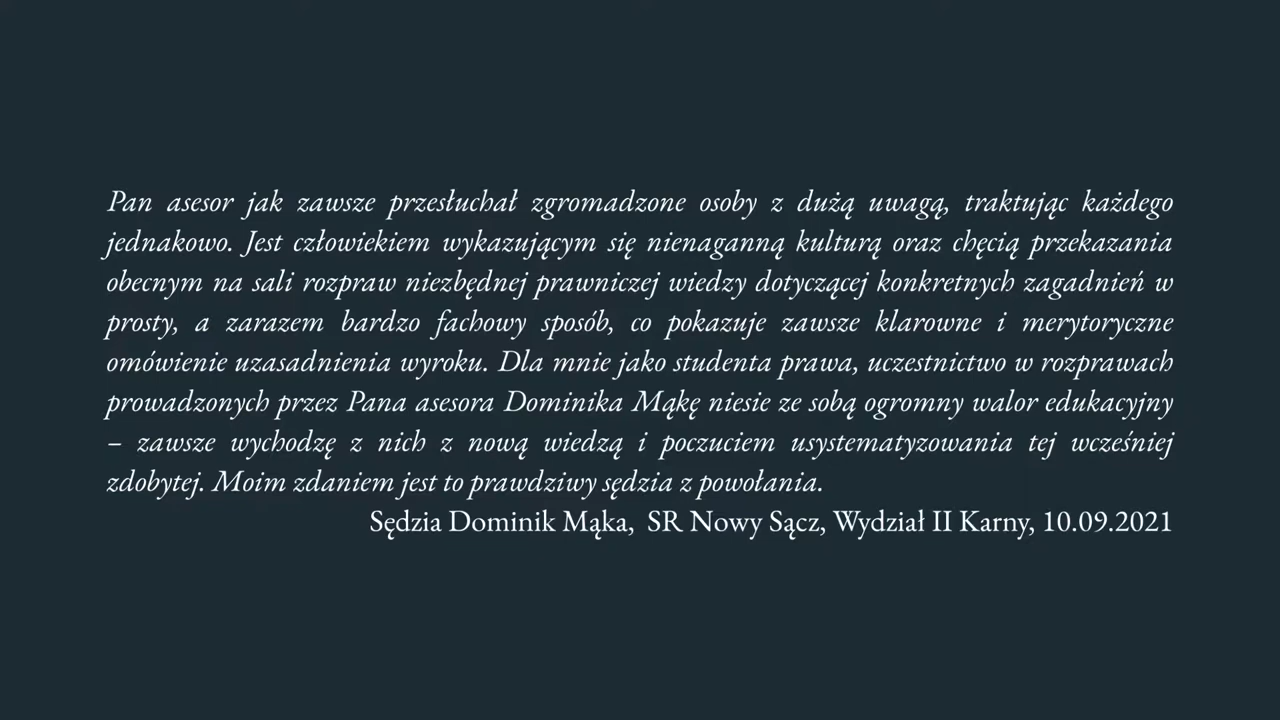 Pan asesor jak zawsze przesłuchał zgromadzone osoby z dużą uwagą, traktując każdego
jednakowo. Jest człowiekiem wykazującym się nienaganną kulturą oraz chęcią przekazania
obecnym na sali rozpraw niezbędnej prawniczej wiedzy dotyczącej konkretnych zagadnień w
prosty, a zarazem bardzo fachowy sposób, co pokazuje zawsze klarowne i merytoryczne
omówienie uzasadnienia wyroku. Dla mnie jako studenta prawa, uczestnictwo w rozprawach
prowadzonych przez Pana asesora Dominika Mąkę niesie ze sobą ogromny walor edukacyjny
– zawsze wychodzę z nich z nową wiedzą i poczuciem usystematyzowania tej wcześniej
zdobytej. Moim zdaniem jest to prawdziwy sędzia z powołania.
Sędzia Dominik Mąka, SR Nowy Sącz, Wydział II Karny, 10.09.2021